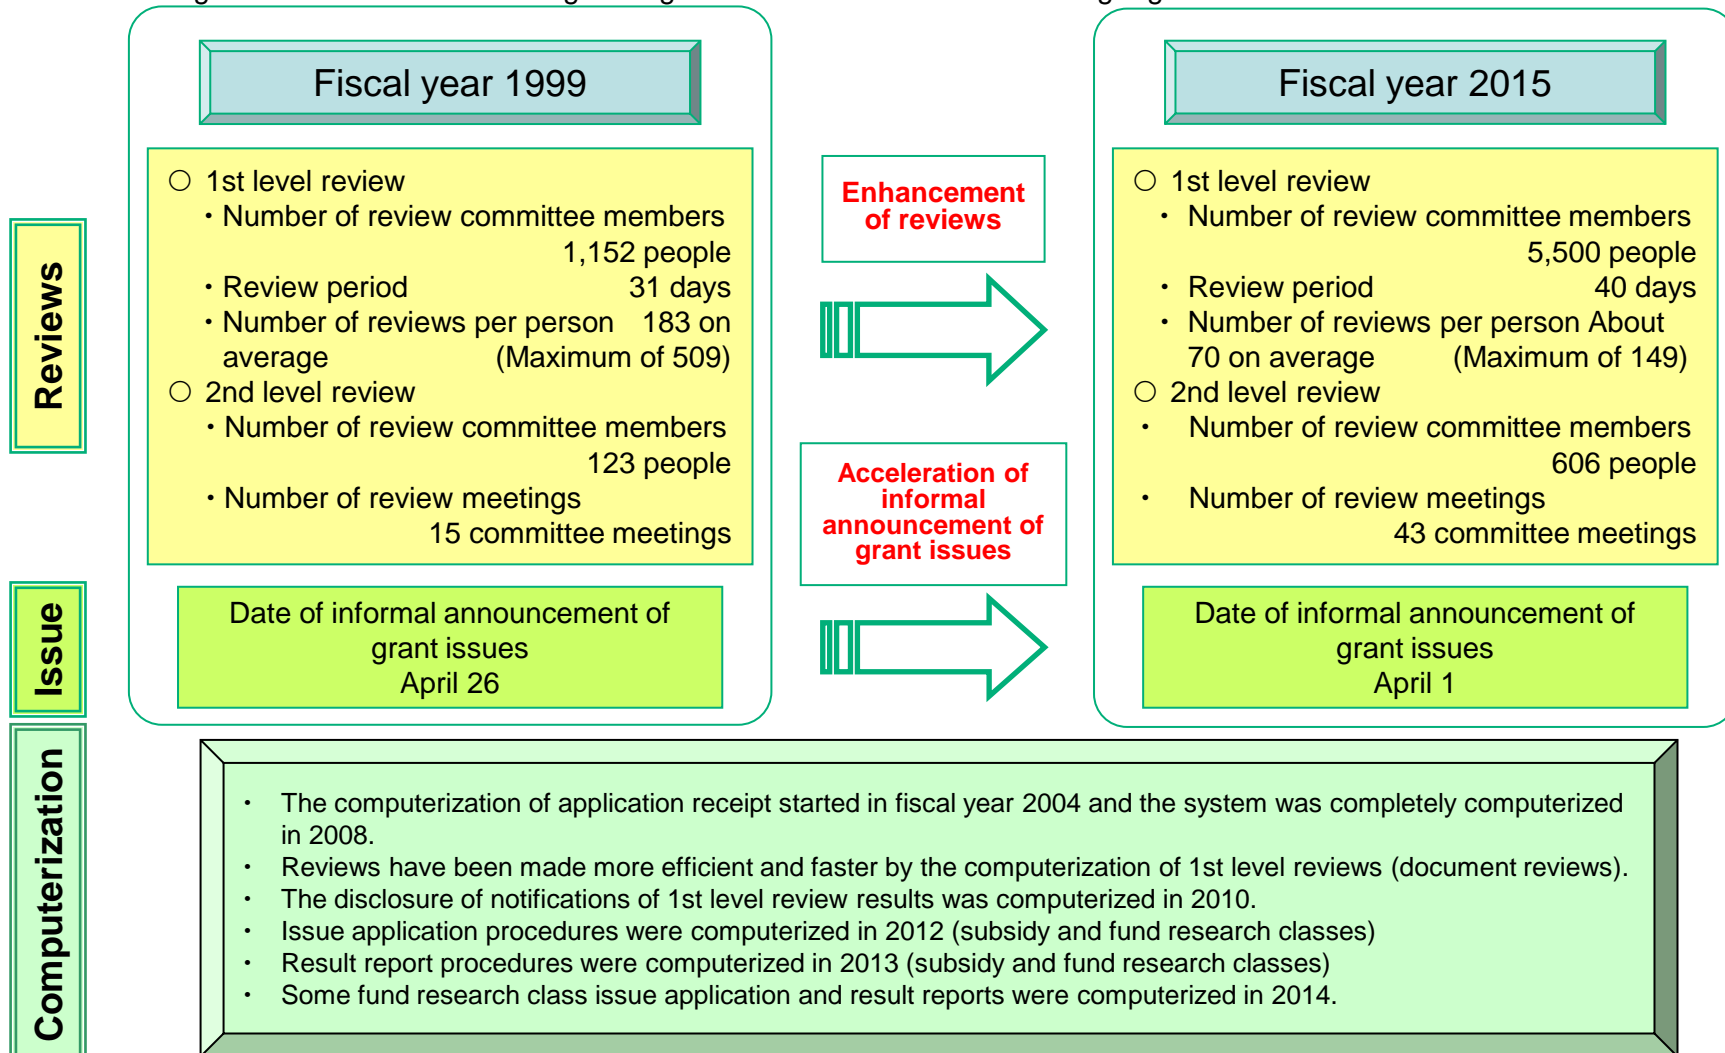 Fiscal year 1999
○ 1st level review
・Number of review committee members
1,152 people
・Review period 31 days
・Number of reviews per person 183 on
average (Maximum of 509)
○ 2nd level review
・Number of review committee members
123 people
・Number of review meetings
15 committee meetings
Date of informal announcement of
grant issues
April 26
Enhancement
of reviews
Acceleration of
informal
announcement of
grant issues
Fiscal year 2015
○ 1st level review
・ Number of review committee members
5,500 people
・ Review period 40 days
・ Number of reviews per person About
70 on average (Maximum of 149)
○ 2nd level review
・ Number of review committee members
606 people
・ Number of review meetings
43 committee meetings
Date of informal announcement of
grant issues
April 1
Reviews
Issue
Computerization
・ The computerization of application receipt started in fiscal year 2004 and the system was completely computerized
in 2008.
・ Reviews have been made more efficient and faster by the computerization of 1st level reviews (document reviews).
・ The disclosure of notifications of 1st level review results was computerized in 2010.
・ Issue application procedures were computerized in 2012 (subsidy and fund research classes)
・ Result report procedures were computerized in 2013 (subsidy and fund research classes)
・ Some fund research class issue application and result reports were computerized in 2014.